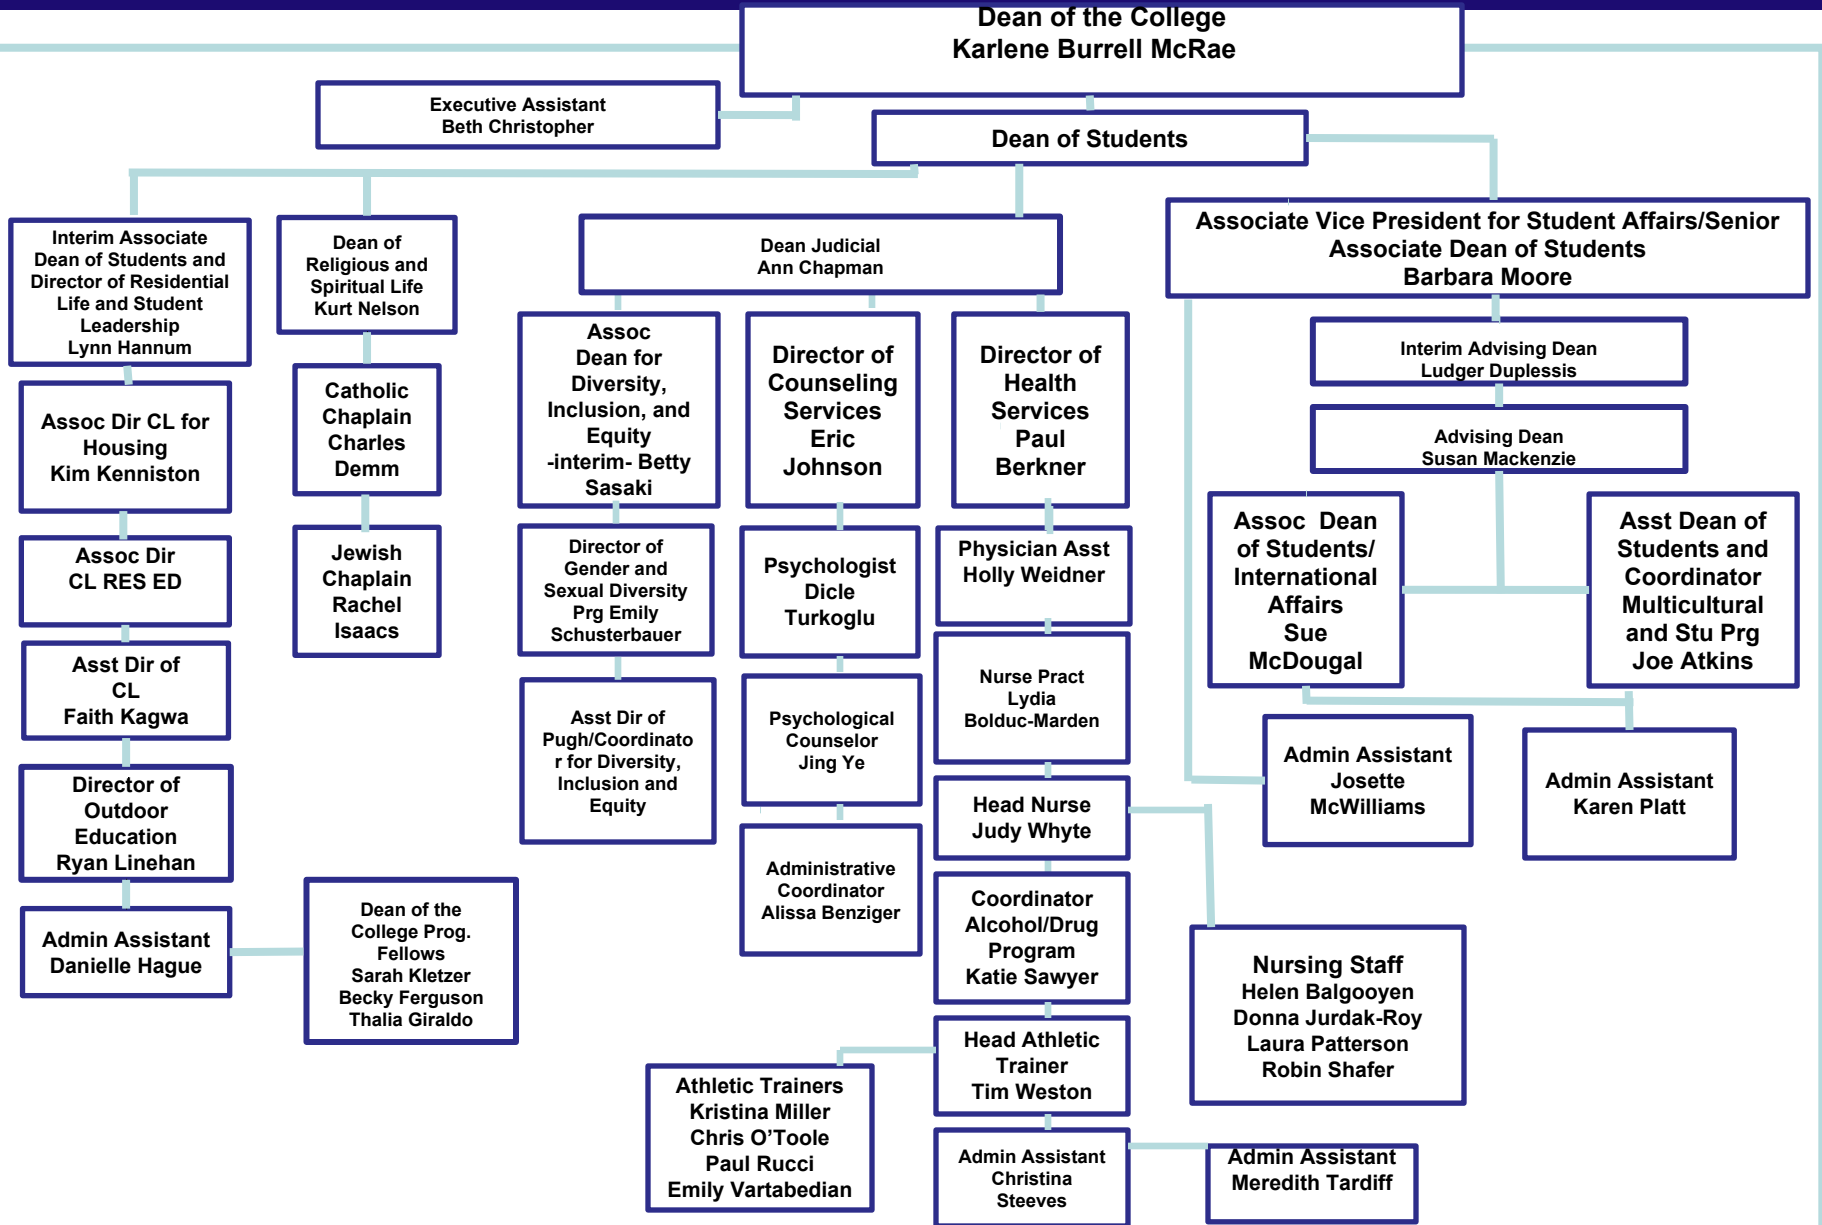 Dean of the College
Karlene Burrell McRae
Executive Assistant
Beth Christopher
Dean of Students
Interim Associate
Dean of Students and
Director of Residential
Life and Student
Leadership
Lynn Hannum
Dean of
Religious and
Spiritual Life
Kurt Nelson
Dean Judicial
Ann Chapman
Associate Vice President for Student Affairs/Senior
Associate Dean of Students
Barbara Moore
Assoc Dir CL for
Housing
Kim Kenniston
Catholic
Chaplain
Charles
Demm
Assoc
Dean for
Diversity,
Inclusion, and
Equity
-interim- Betty
Sasaki
Director of
Counseling
Services
Eric
Johnson
Director of
Health
Services
Paul
Berkner
Interim Advising Dean
Ludger Duplessis
Advising Dean
Susan Mackenzie
Assoc Dir
CL RES ED
Jewish
Chaplain
Rachel
Isaacs
Director of
Gender and
Sexual Diversity
Prg Emily
Schusterbauer
Psychologist
Dicle
Turkoglu
Physician Asst
Holly Weidner
Assoc  Dean
of Students/
International
Affairs
Sue
McDougal
Asst Dean of
Students and
Coordinator
Multicultural
and Stu Prg
Joe Atkins
Asst Dir of
CL
Faith Kagwa
Asst Dir of
Pugh/Coordinato
r for Diversity,
Inclusion and
Equity
Psychological
Counselor
Jing Ye
Nurse Pract
Lydia
Bolduc-Marden
Admin Assistant
Josette
McWilliams
Admin Assistant
Karen Platt
Director of
Outdoor
Education
Ryan Linehan
Head Nurse
Judy Whyte
Administrative
Coordinator
Alissa Benziger
Coordinator
Alcohol/Drug
Program
Katie Sawyer
Admin Assistant
Danielle Hague
Dean of the
College Prog.
Fellows
Sarah Kletzer
Becky Ferguson
Thalia Giraldo
Nursing Staff
Helen Balgooyen
Donna Jurdak-Roy
Laura Patterson
Robin Shafer
Head Athletic
Trainer
Tim Weston
Athletic Trainers
Kristina Miller
Chris O’Toole
Paul Rucci
Emily Vartabedian
Admin Assistant
Christina
Steeves
Admin Assistant
Meredith Tardiff